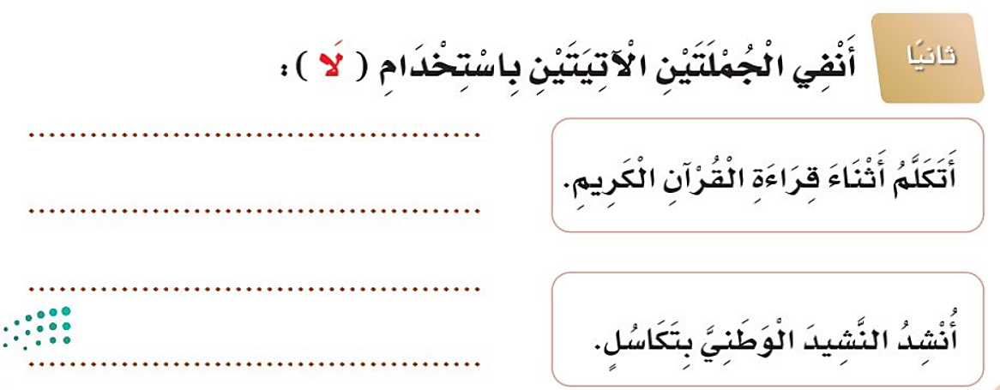 ثانيًا
أَنْفِي الْجُمْلَتَيْنِ الْآتِيَتَيْنِ بِاسْتِخْدَامِ ( لَا ) :
أَتَكَلَّمُ أَثْنَاءَ قِرَاءَةِ الْقُرْآنِ الْكَرِيمِ.
أُنْشِدُ النَّشِيدَ الْوَطَنِيَّ بِتَكَاسُلٍ.